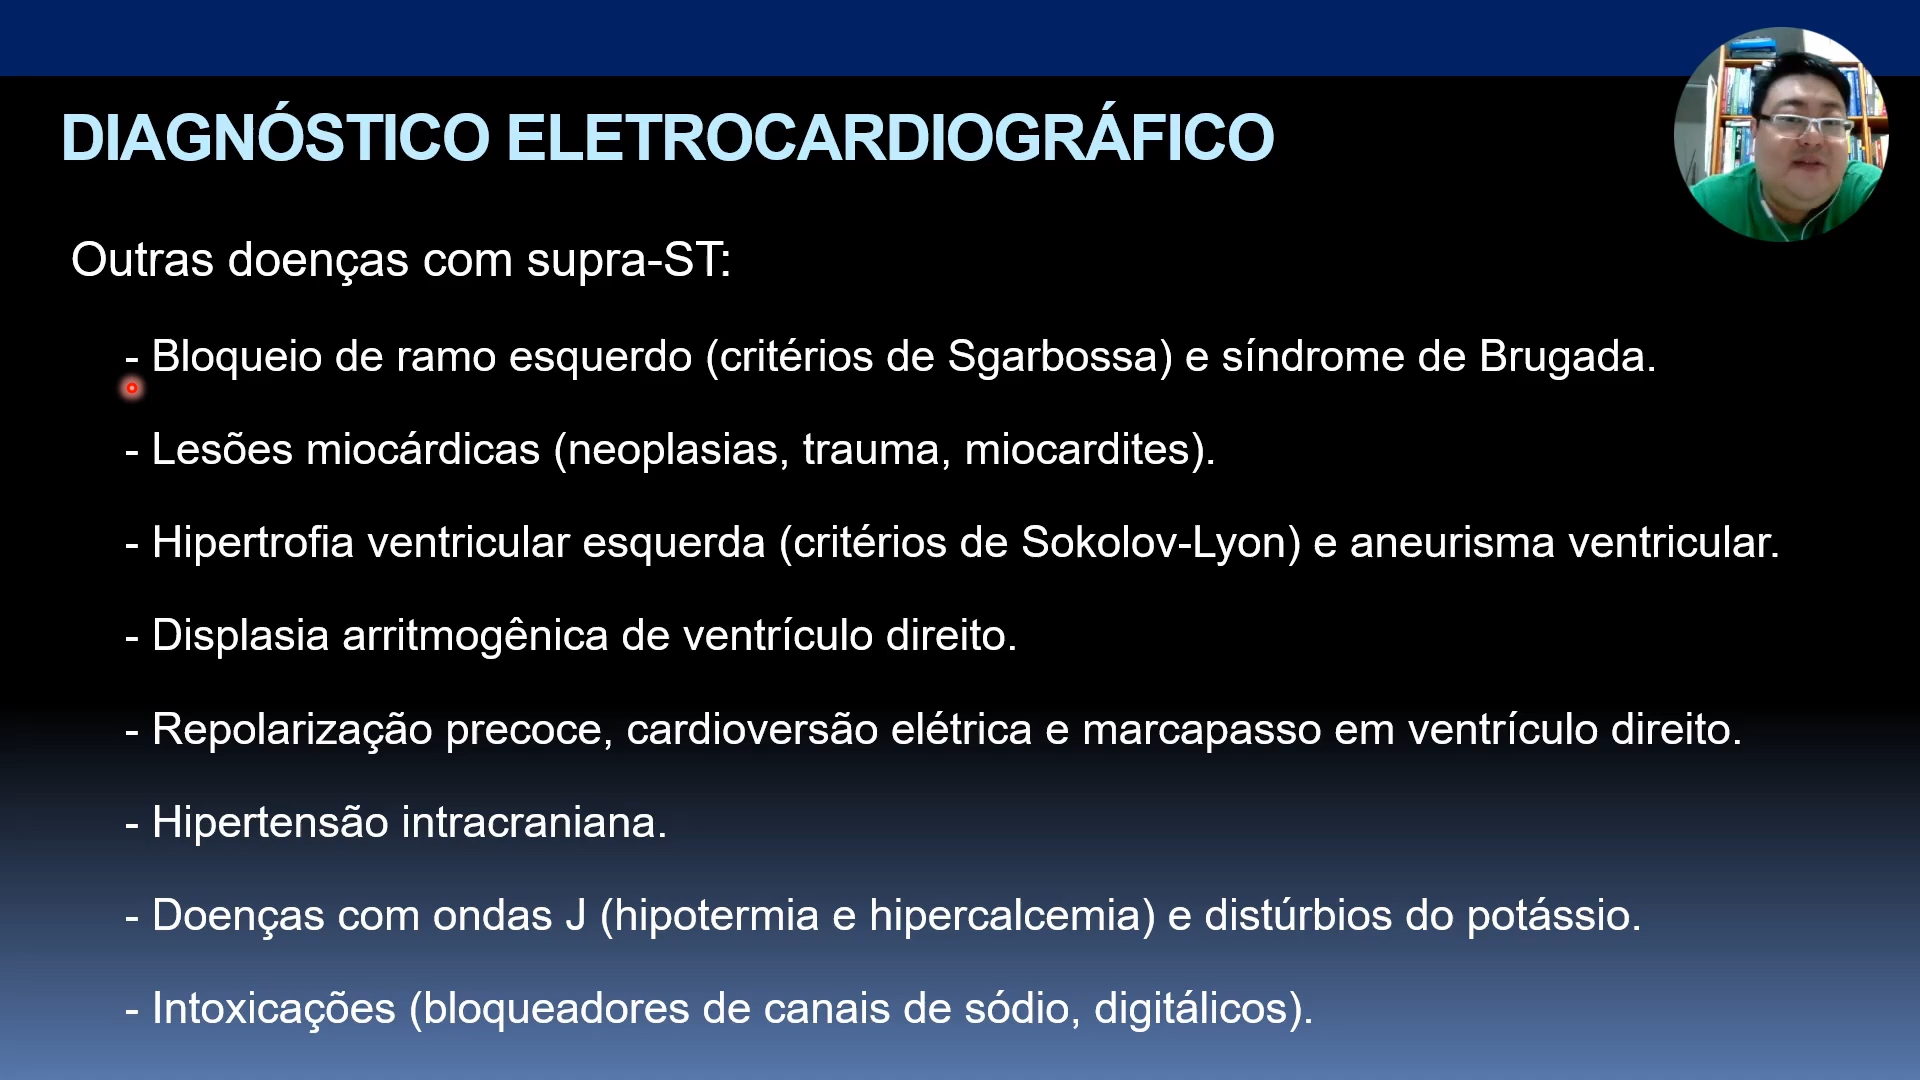 DIAGNÓSTICO ELETROCARDIOGRÁFICO
Outras doenças com supra-ST:
- Bloqueio de ramo esquerdo (critérios de Sgarbossa) e síndrome de Brugada.
- Lesões miocárdicas (neoplasias, trauma, miocardites).
- Hipertrofia ventricular esquerda (critérios de Sokolov-Lyon) e aneurisma ventricular.
- Displasia arritmogênica de ventrículo direito.
- Repolarização precoce, cardioversão elétrica e marcapasso em ventrículo direito.
- Hipertensão intracraniana.
- Doenças com ondas J (hipotermia e hipercalcemia) e distúrbios do potássio.
- Intoxicações (bloqueadores de canais de sódio, digitálicos).